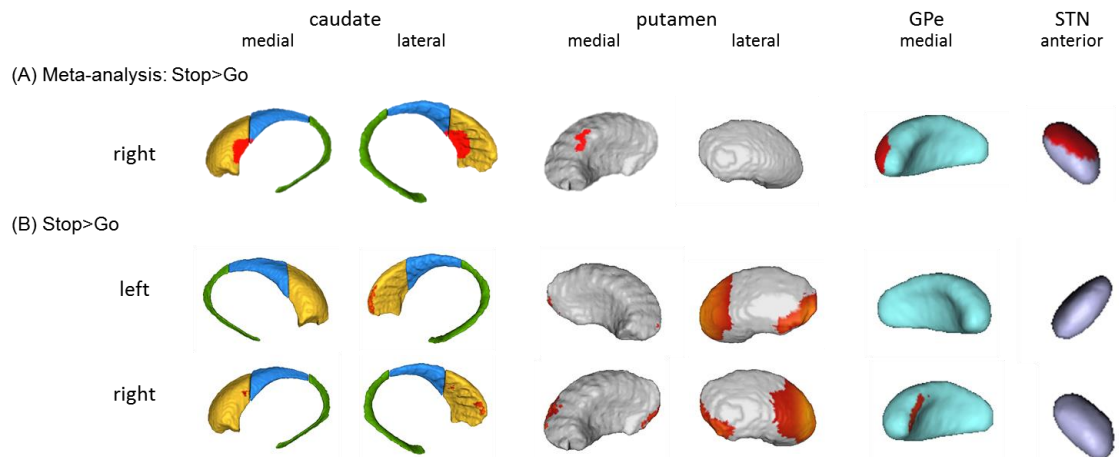 caudate putamen GPe STN
medial lateral medial lateral medial anterior
(A) Meta-analysis: Stop>Go
right
(B) Stop>Go
left
right